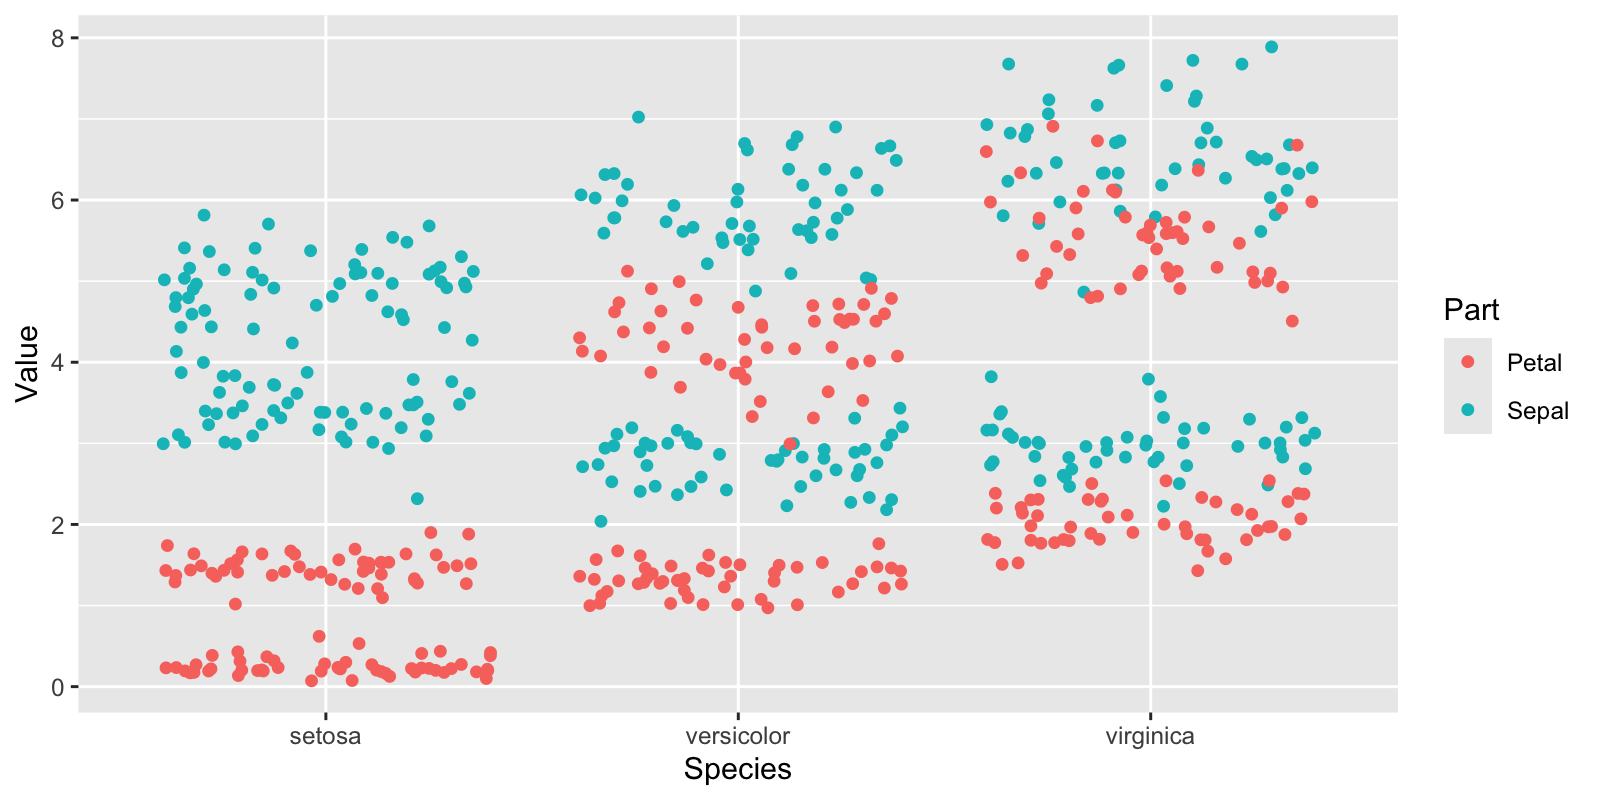 8
6
4
2
0
Value
setosa
versicolor
virginica
Species
Part
Petal
Sepal